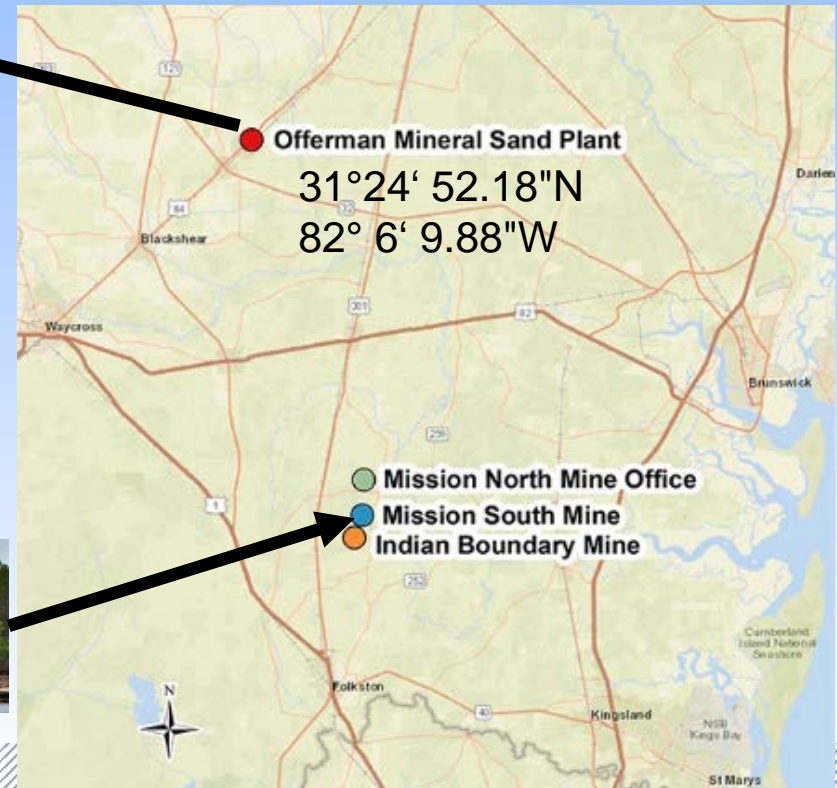 121
Offerman Mineral Sand Plant
31°24‘ 52.18"N
82° 6‘ 9.88"W
Darien
84
32
Blackshear
301
82
Waycross
Brunswick
259
Mission North Mine Office
1
Mission South Mine
Indian Boundary Mine
252
Cumberland
Island National
Seashore
N
Folkston
40
Kingsland
NSB
Kings Bay
St Marys